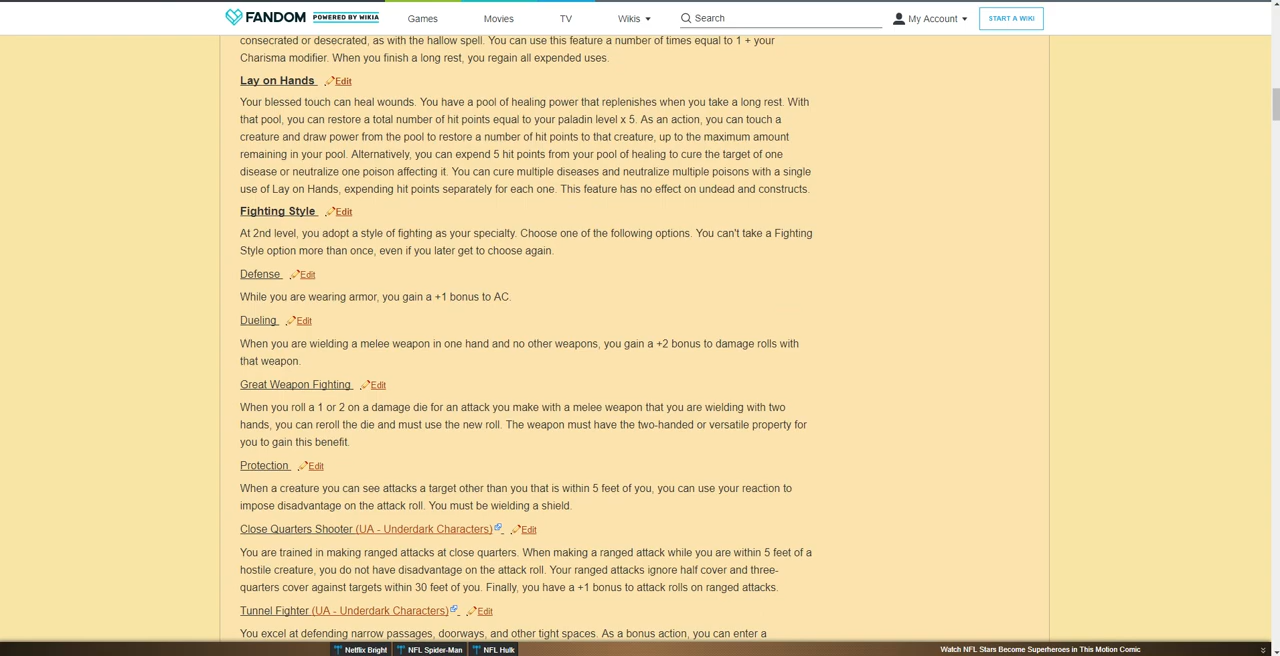 FANDOM POWERED BY WIKIA Games Movies TV Wikis Search My Account START A WIKI
consecrated or desecrated, as with the hallow spell. You can use this feature a number of times equal to 1 + your
Charisma modifier. When you finish a long rest, you regain all expended uses.
Lay on Hands Edit
Your blessed touch can heal wounds. You have a pool of healing power that replenishes when you take a long rest. With
that pool, you can restore a total number of hit points equal to your paladin level x 5. As an action, you can touch a
creature and draw power from the pool to restore a number of hit points to that creature, up to the maximum amount
remaining in your pool. Alternatively, you can expend 5 hit points from your pool of healing to cure the target of one
disease or neutralize one poison affecting it. You can cure multiple diseases and neutralize multiple poisons with a single
use of Lay on Hands, expending hit points separately for each one. This feature has no effect on undead and constructs.
Fighting Style Edit
At 2nd level, you adopt a style of fighting as your specialty. Choose one of the following options. You can't take a Fighting
Style option more than once, even if you later get to choose again.
Defense Edit
While you are wearing armor, you gain a +1 bonus to AC.
Dueling Edit
When you are wielding a melee weapon in one hand and no other weapons, you gain a +2 bonus to damage rolls with
that weapon.
Great Weapon Fighting Edit
When you roll a 1 or 2 on a damage die for an attack you make with a melee weapon that you are wielding with two
hands, you can reroll the die and must use the new roll. The weapon must have the two-handed or versatile property for
you to gain this benefit.
Protection Edit
When a creature you can see attacks a target other than you that is within 5 feet of you, you can use your reaction to
impose disadvantage on the attack roll. You must be wielding a shield.
Close Quarters Shooter (UA - Underdark Characters) Edit
You are trained in making ranged attacks at close quarters. When making a ranged attack while you are within 5 feet of a
hostile creature, you do not have disadvantage on the attack roll. Your ranged attacks ignore half cover and three-
quarters cover against targets within 30 feet of you. Finally, you have a +1 bonus to attack rolls on ranged attacks.
Tunnel Fighter (UA - Underdark Characters) Edit
You excel at defending narrow passages, doorways, and other tight spaces. As a bonus action, you can enter a
Netflix Bright NFL Spider-Man NFL Hulk Watch NFL Stars Become Superheroes in This Motion Comic